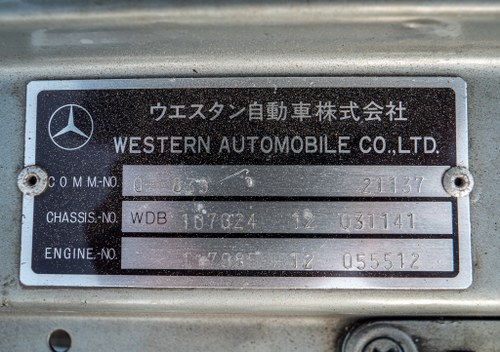 ウエスタン自動車株式会社
WESTERN AUTOMOBILE CO.,LTD.
COMM.-NO. 21137
CHASSIS.-NO. WDB 107024 12 031141
ENGINE.-NO. 12 055512